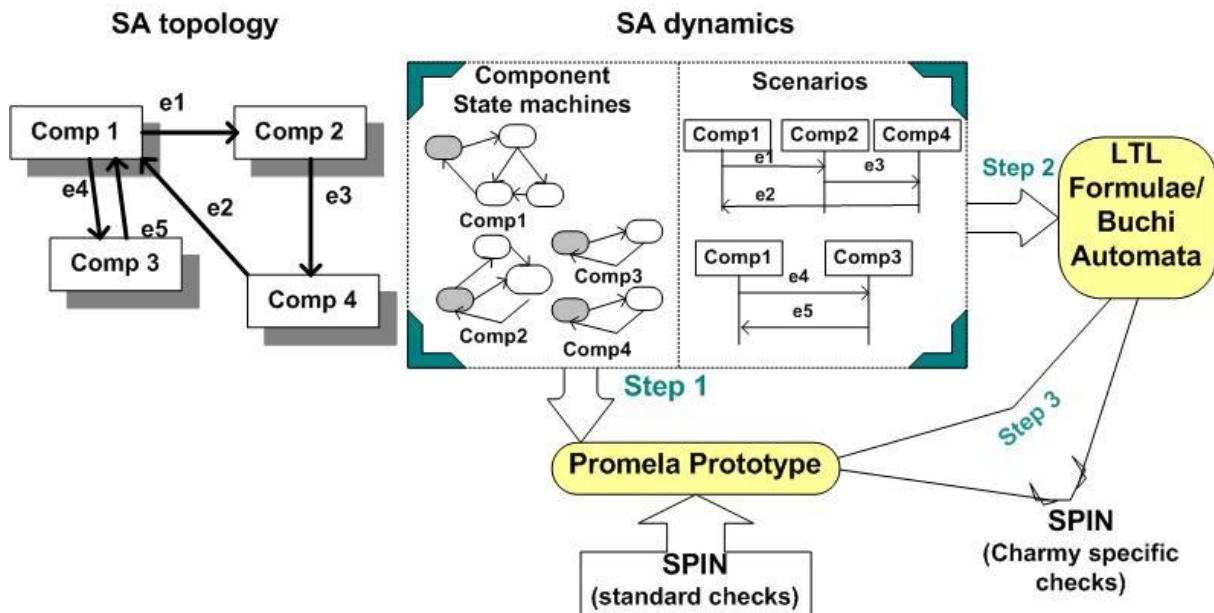 SA topology
SA dynamics
Comp 1
e1
Comp 2
e4
e5
e2
e3
Comp 3
Comp 4
Component
State machines
Comp1
Comp2
Comp3
Comp4
Scenarios
Comp1
Comp2
Comp4
e1
e3
e2
Comp1
Comp3
e4
e5
Step 2
LTL
Formulae/
Buchi
Automata
Step 1
Step 3
Promela Prototype
SPIN
(standard checks)
SPIN
(Charmy specific
checks)